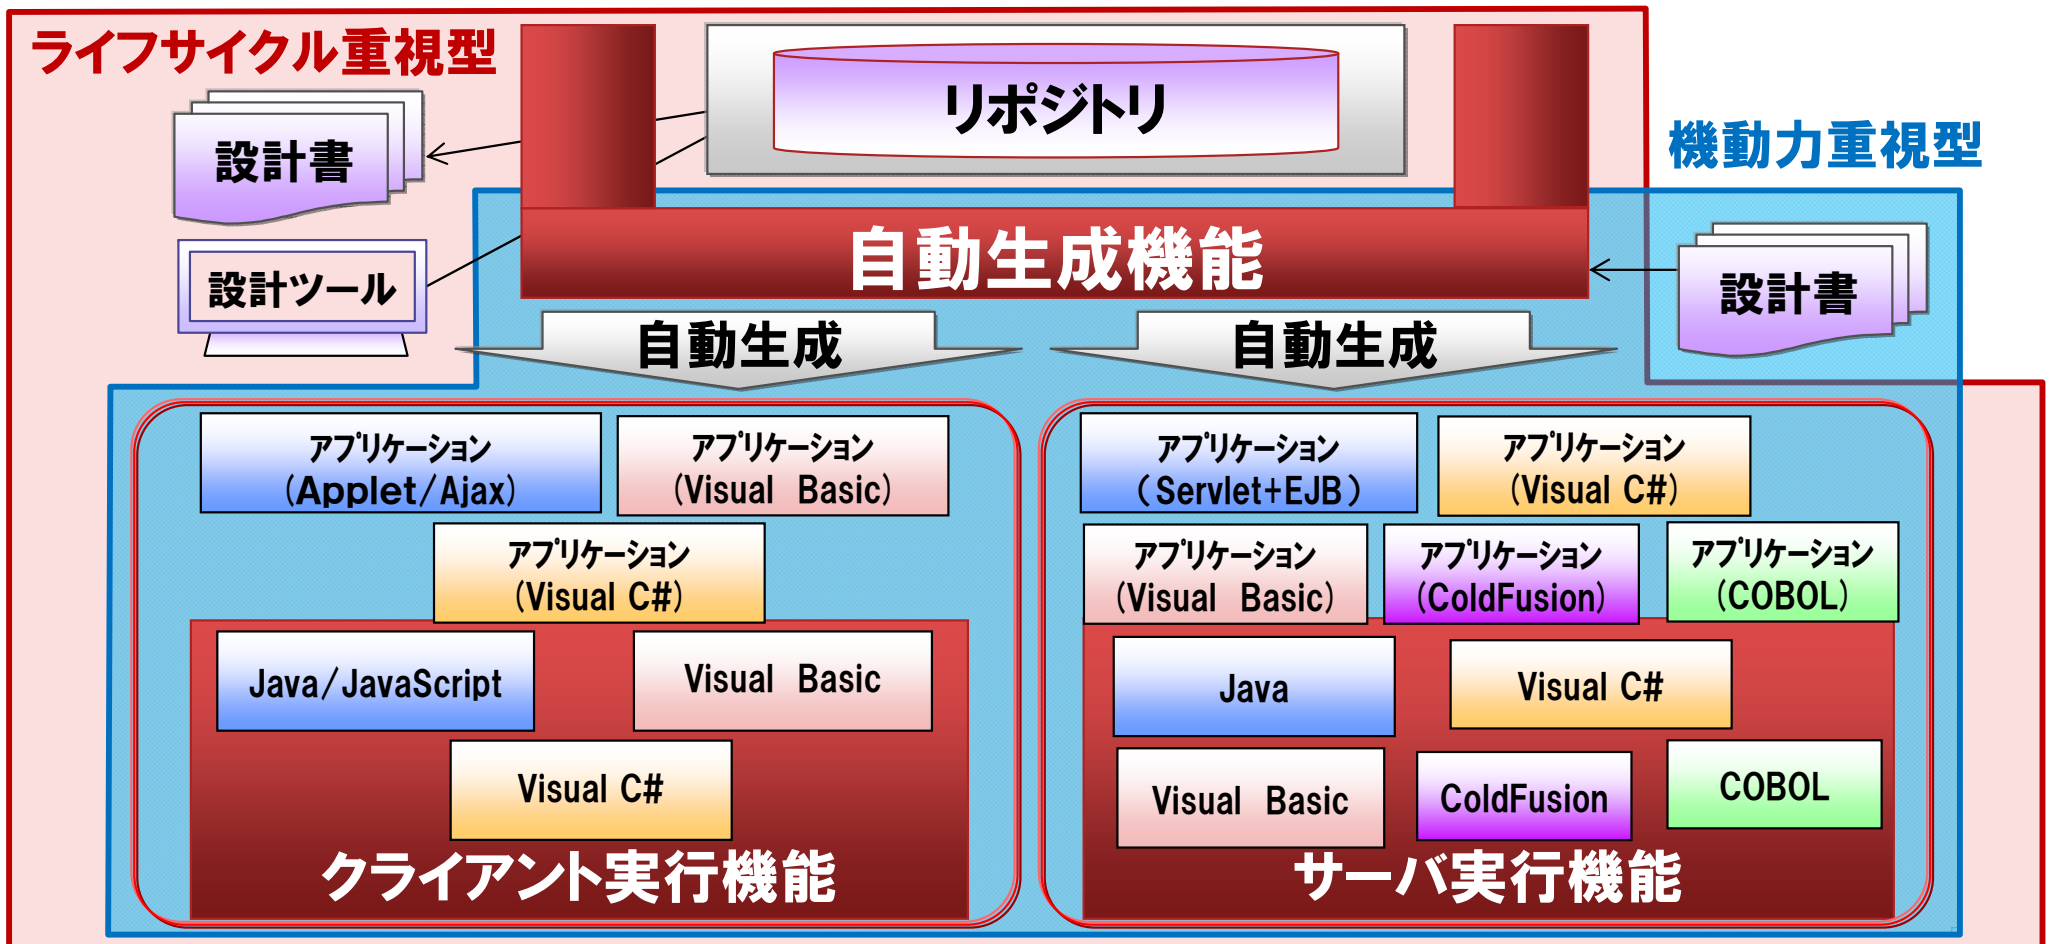 ライフサイクル重視型
リポジトリ
設計書
機動力重視型
自動生成機能
設計ツール
設計書
自動生成
自動生成
アプリケーション
(Applet/Ajax)
アプリケーション
(Visual Basic)
アプリケーション
(Visual C#)
アプリケーション
(Servlet+EJB)
アプリケーション
(Visual C#)
アプリケーション
(Visual Basic)
アプリケーション
(ColdFusion)
アプリケーション
(COBOL)
Java/JavaScript
Visual Basic
Visual C#
クライアント実行機能
Java
Visual C#
Visual Basic
ColdFusion
COBOL
サーバ実行機能